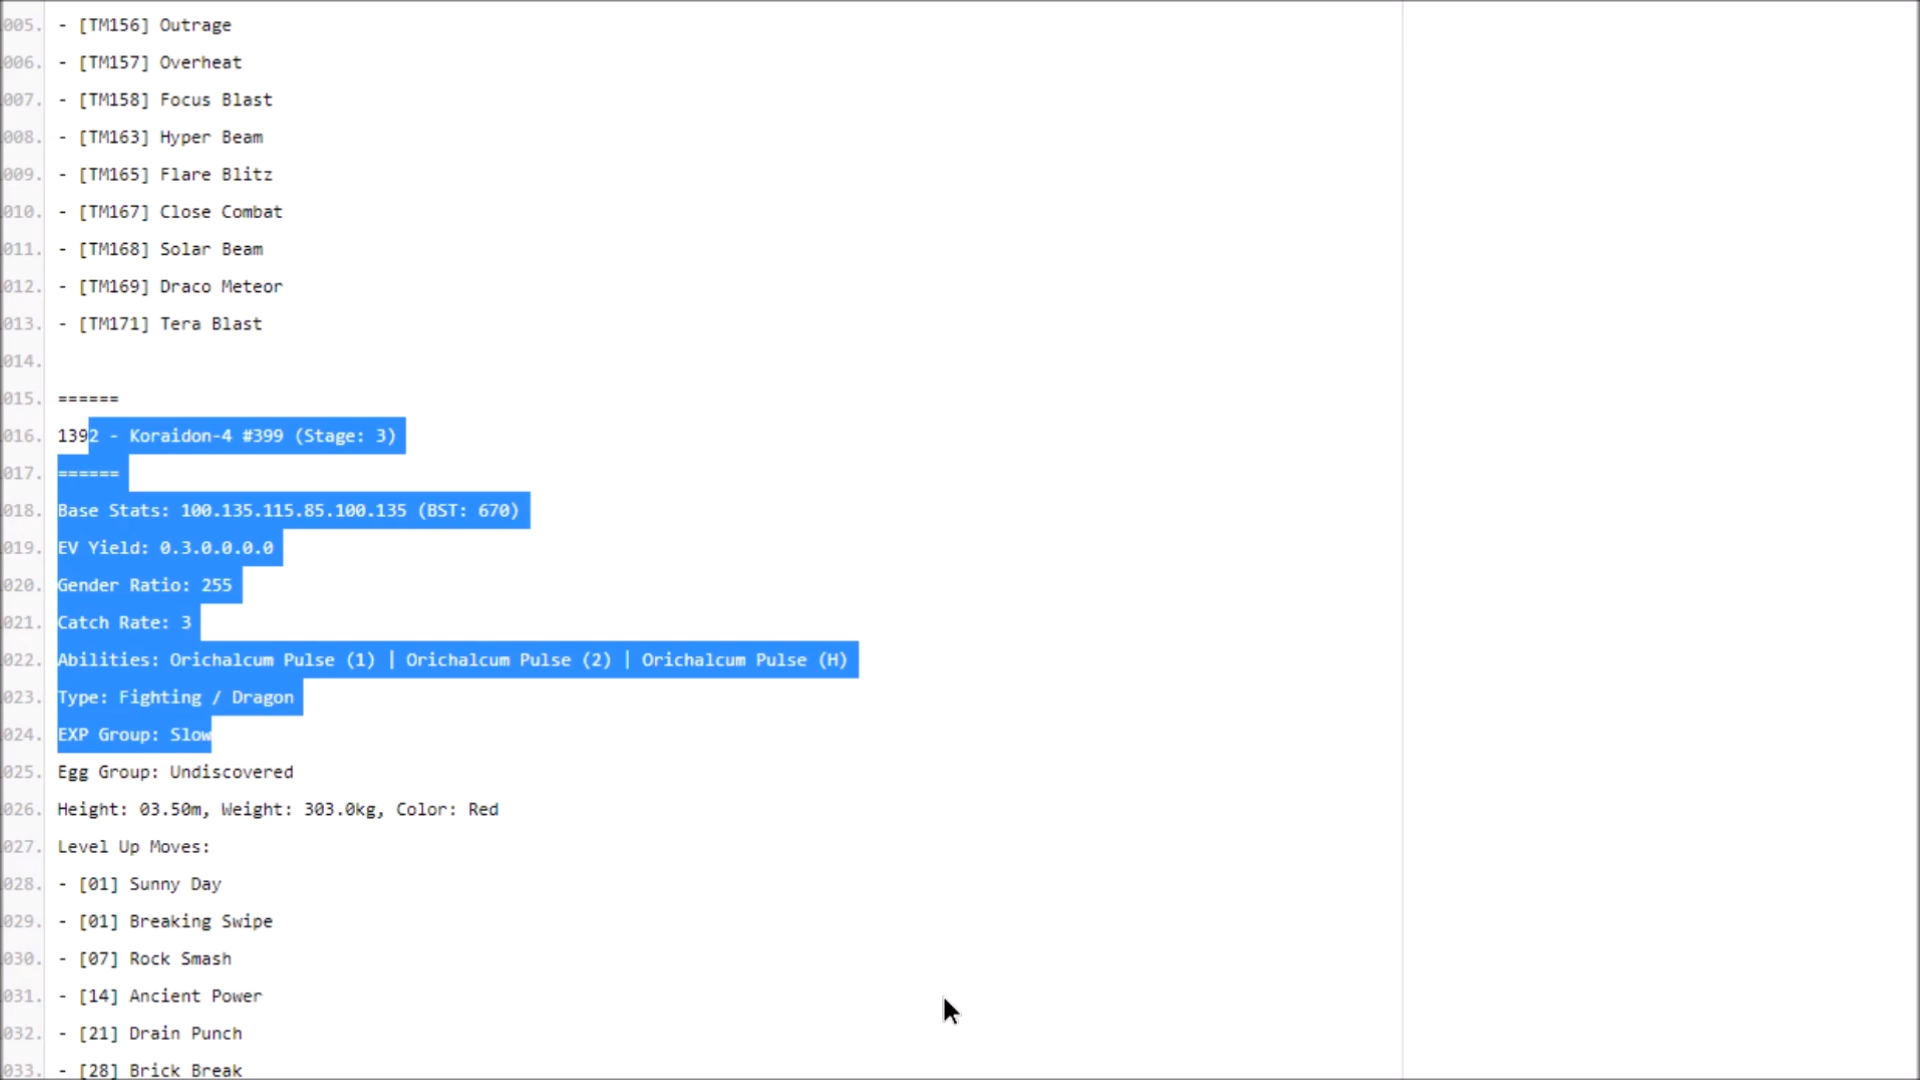 005. - [TM156] Outrage
006. - [TM157] Overheat
007. - [TM158] Focus Blast
008. - [TM163] Hyper Beam
009. - [TM165] Flare Blitz
010. - [TM167] Close Combat
011. - [TM168] Solar Beam
012. - [TM169] Draco Meteor
013. - [TM171] Tera Blast
014.
015. ======
016. 1392 - Koraidon-4 #399 (Stage: 3)
017. ======
018. Base Stats: 100.135.115.85.100.135 (BST: 670)
019. EV Yield: 0.3.0.0.0.0
020. Gender Ratio: 255
021. Catch Rate: 3
022. Abilities: Orichalcum Pulse (1) | Orichalcum Pulse (2) | Orichalcum Pulse (H)
023. Type: Fighting / Dragon
024. EXP Group: Slow
025. Egg Group: Undiscovered
026. Height: 03.50m, Weight: 303.0kg, Color: Red
027. Level Up Moves:
028. - [01] Sunny Day
029. - [01] Breaking Swipe
030. - [07] Rock Smash
031. - [14] Ancient Power
032. - [21] Drain Punch
033. - [28] Brick Break